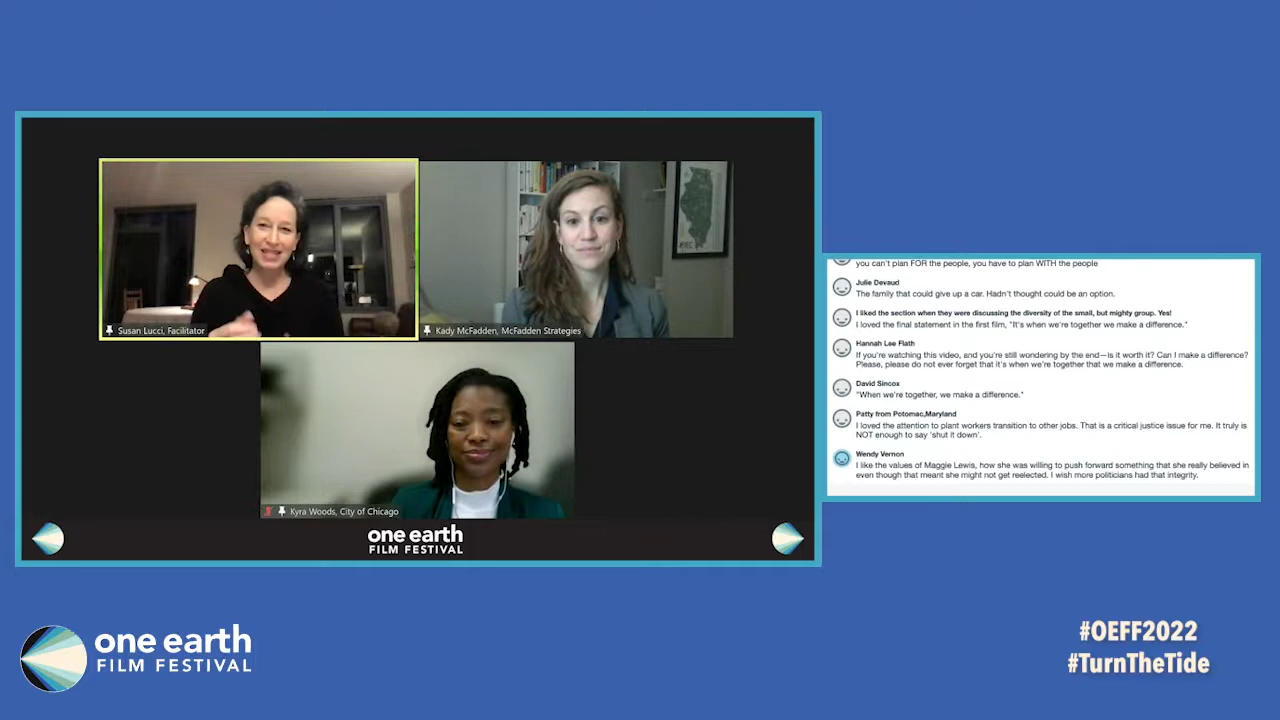 Susan Lucci, Facilitator
Kady McFadden, McFadden Strategies
Kyra Woods, City of Chicago
one earth
FILM FESTIVAL
you can't plan FOR the people, you have to plan WITH the people
Julie Devaud
The family that could give up a car. Hadn't thought could be an option.
I liked the section when they were discussing the diversity of the small, but mighty group. Yes!
I loved the final statement in the first film, "It's when we're together we make a difference."
Hannah Lee Flath
If you're watching this video, and you're still wondering by the end—is it worth it? Can I make a difference?
Please, please do not ever forget that it's when we're together that we make a difference.
David Sincox
"When we're together, we make a difference."
Patty from Potomac,Maryland
I loved the attention to plant workers transition to other jobs. That is a critical justice issue for me. It truly is
NOT enough to say 'shut it down'.
Wendy Vernon
I like the values of Maggie Lewis, how she was willing to push forward something that she really believed in
even though that meant she might not get reelected. I wish more politicians had that integrity.
one earth
FILM FESTIVAL
#OEFF2022
#TurnTheTide